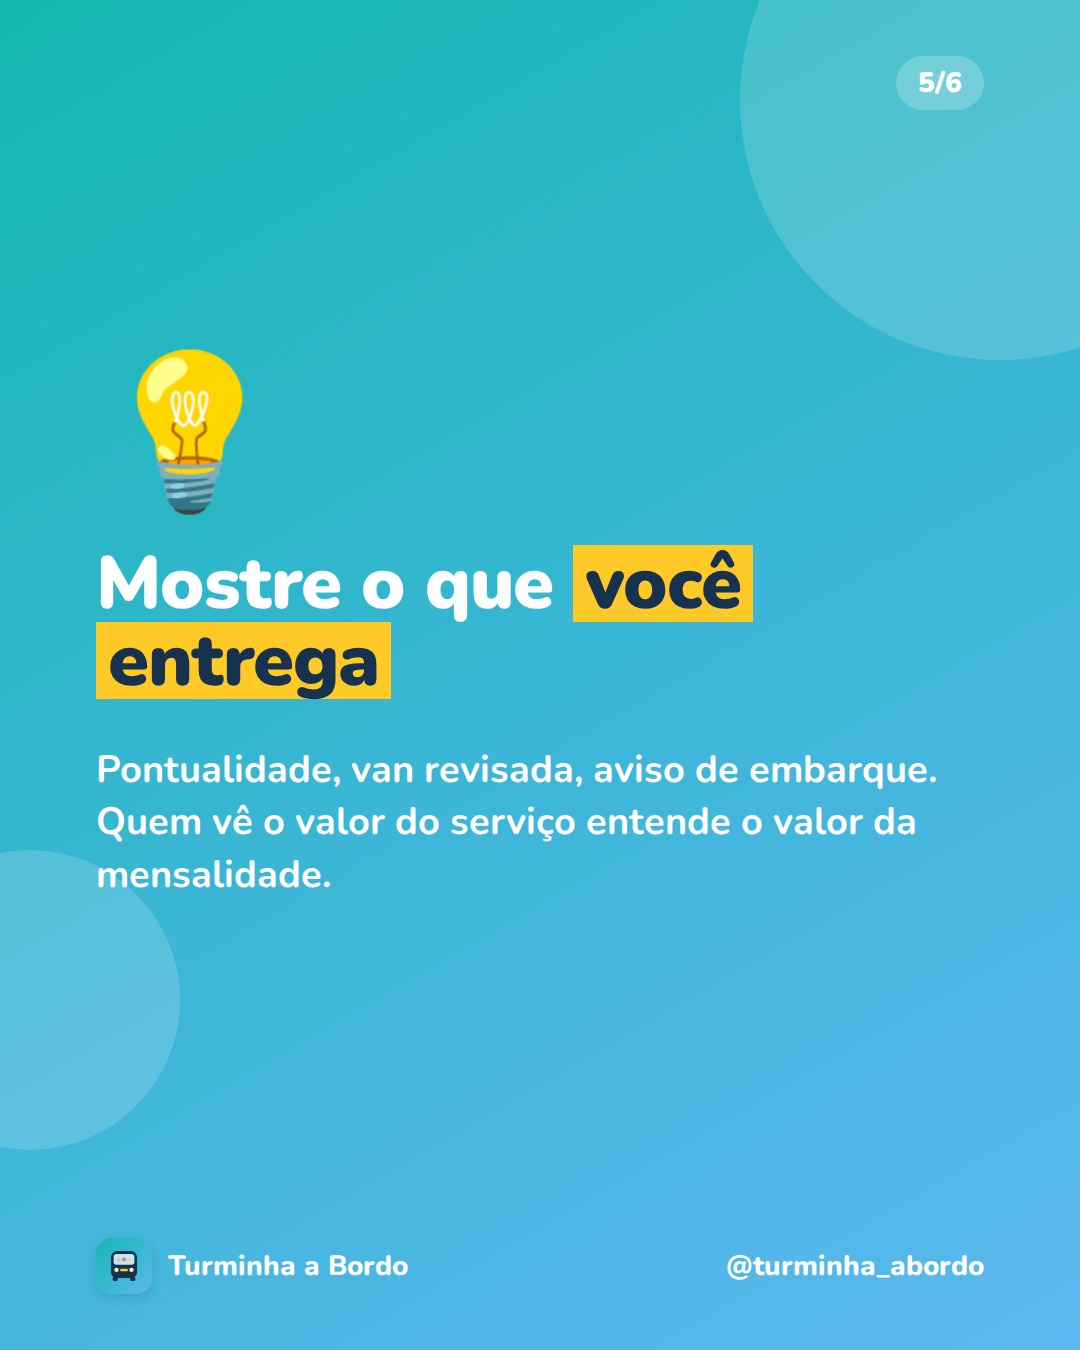 5/6
Mostre o que você
entrega
Pontualidade, van revisada, aviso de embarque.
Quem vê o valor do serviço entende o valor da
mensalidade.
Turminha a Bordo
@turminha_abordo